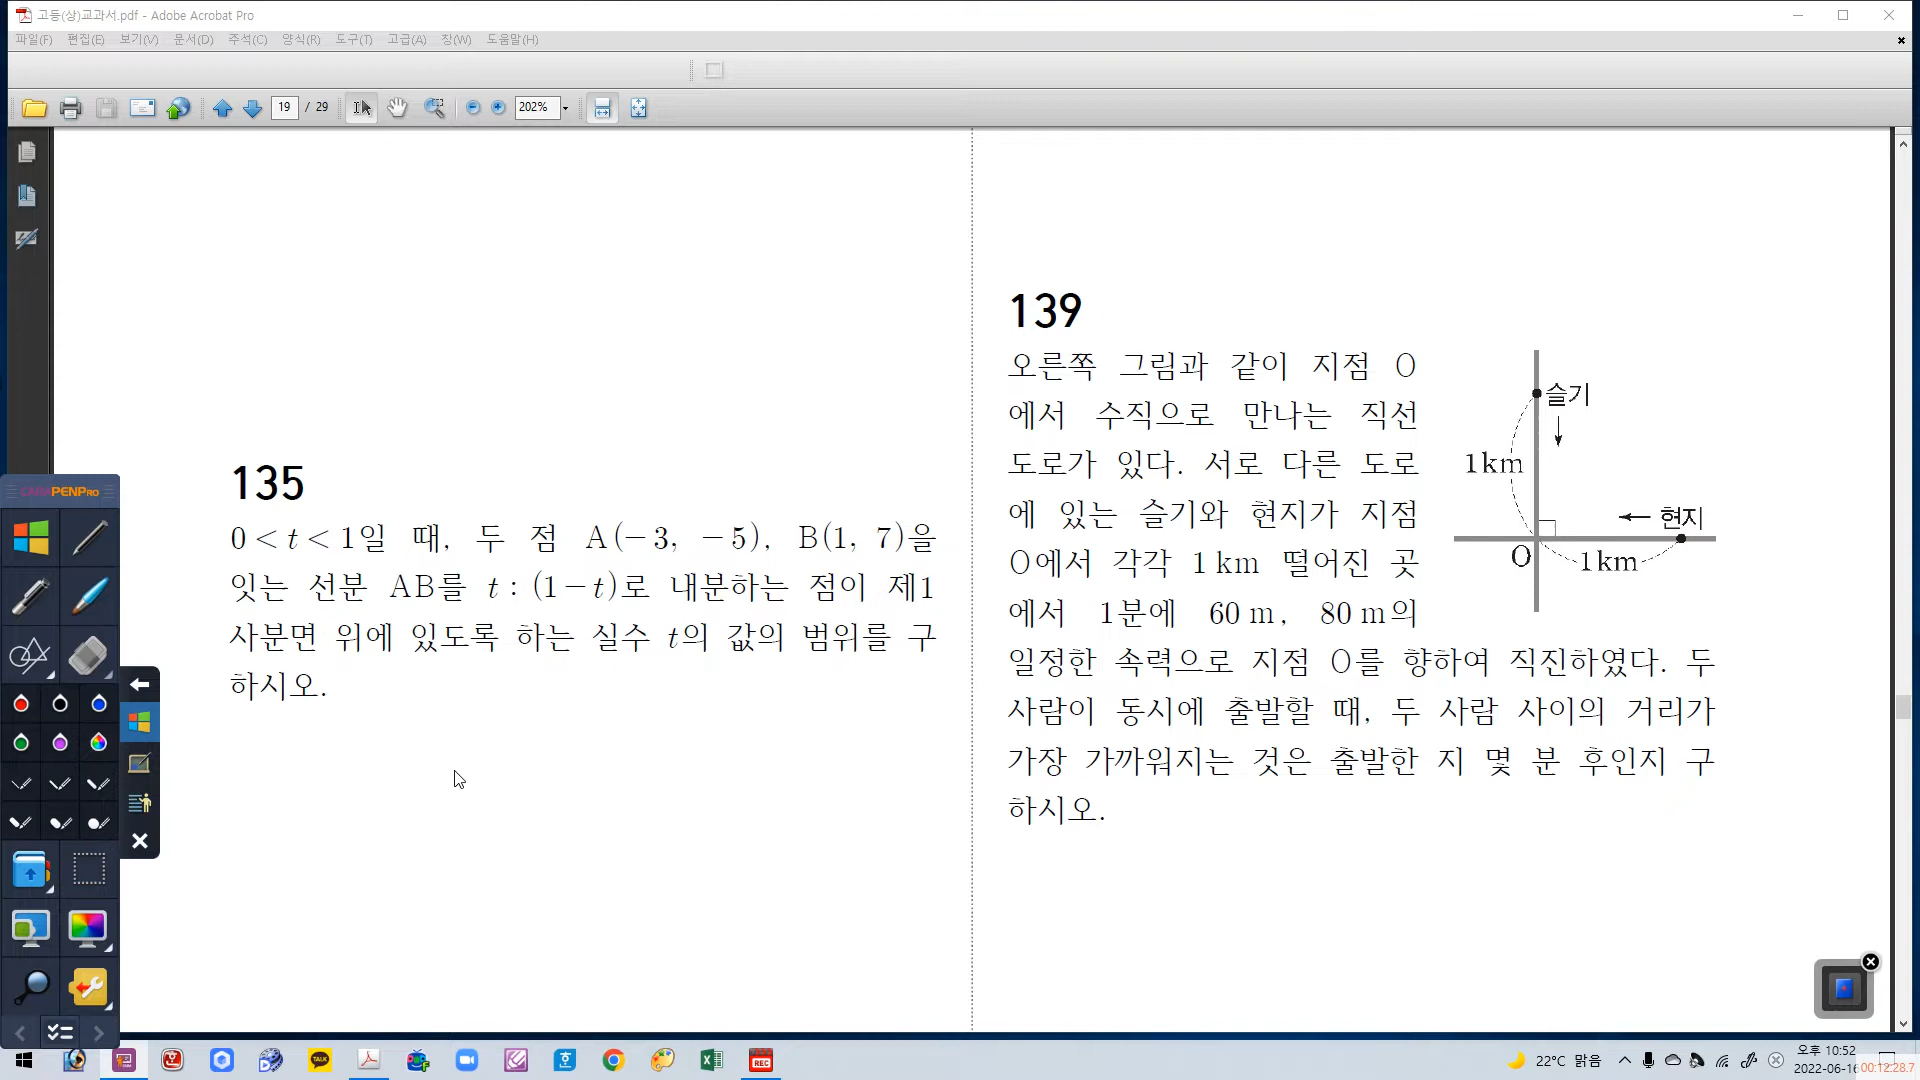 고등(상)교과서.pdf - Adobe Acrobat Pro
파일(F) 편집(E) 보기(V) 문서(D) 주석(C) 양식(R) 도구(T) 고급(A) 창(W) 도움말(H)
19 / 29 202%
135
0<t<1일 때, 두 점 A(-3, -5), B(1, 7)을
잇는 선분 AB를 t : (1-t)로 내분하는 점이 제1
사분면 위에 있도록 하는 실수 t의 값의 범위를 구
하시오.
139
오른쪽 그림과 같이 지점 O
에서 수직으로 만나는 직선
도로가 있다. 서로 다른 도로
에 있는 슬기와 현지가 지점
O에서 각각 1 km 떨어진 곳
에서 1분에 60 m, 80 m의
일정한 속력으로 지점 O를 향하여 직진하였다. 두
사람이 동시에 출발할 때, 두 사람 사이의 거리가
가장 가까워지는 것은 출발한 지 몇 분 후인지 구
하시오.
슬기
1 km
현지
O
1 km
TALK
REC
22°C 맑음
오후 10:52
2022-06-16
00:12:28.7